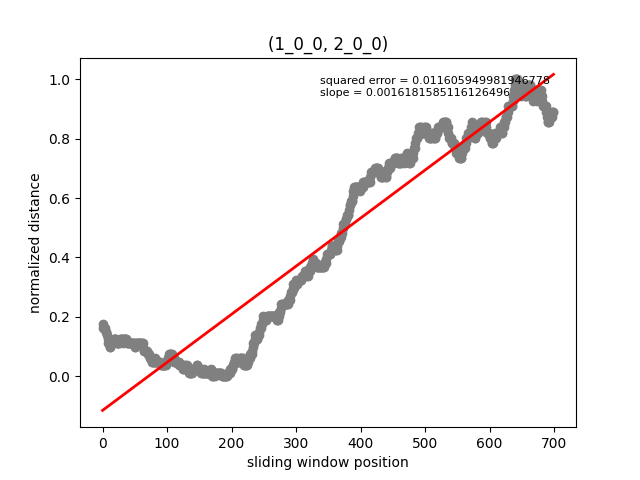 (1_0_0, 2_0_0)
squared error = 0.011605949981946778
slope = 0.0016181585116126496
normalized distance
1.0
0.8
0.6
0.4
0.2
0.0
0 100 200 300 400 500 600 700
sliding window position